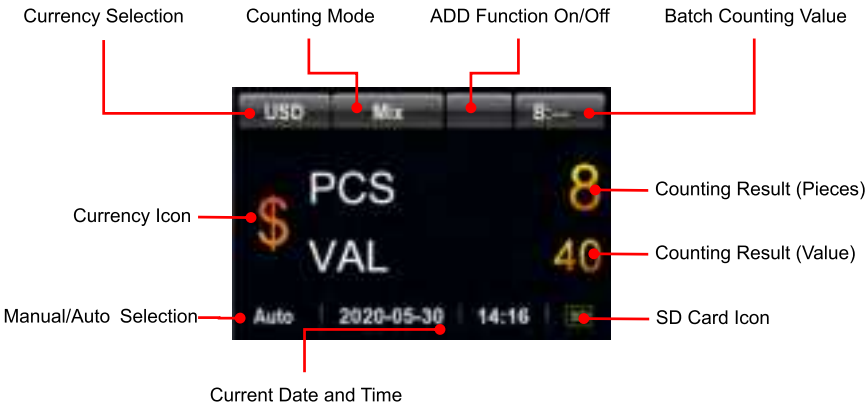 Currency Selection
Counting Mode
ADD Function On/Off
Batch Counting Value
USD
Mix
B:---
PCS
8
Counting Result (Pieces)
Currency Icon
$
VAL
40
Counting Result (Value)
Manual/Auto Selection
Auto
2020-05-30
14:16
SD Card Icon
Current Date and Time